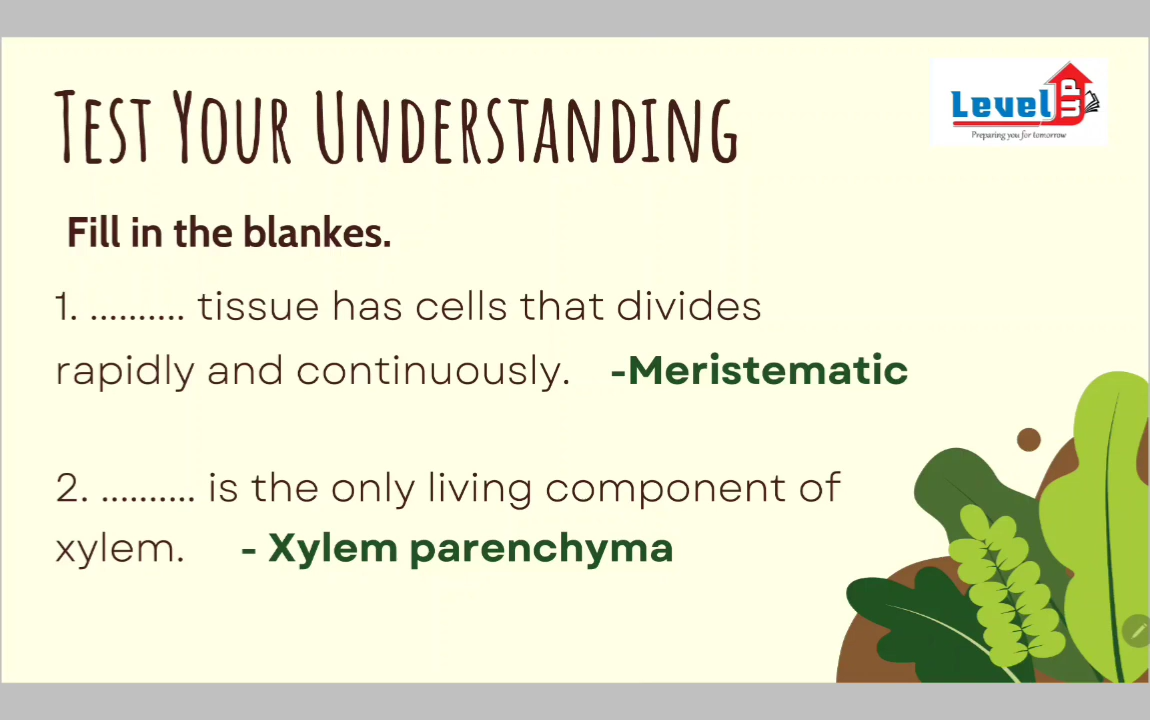 TEST YOUR UNDERSTANDING
Level UP
Preparing you for tomorrow
Fill in the blankes.
1. .......... tissue has cells that divides
rapidly and continuously. -Meristematic
2. .......... is the only living component of
xylem. - Xylem parenchyma